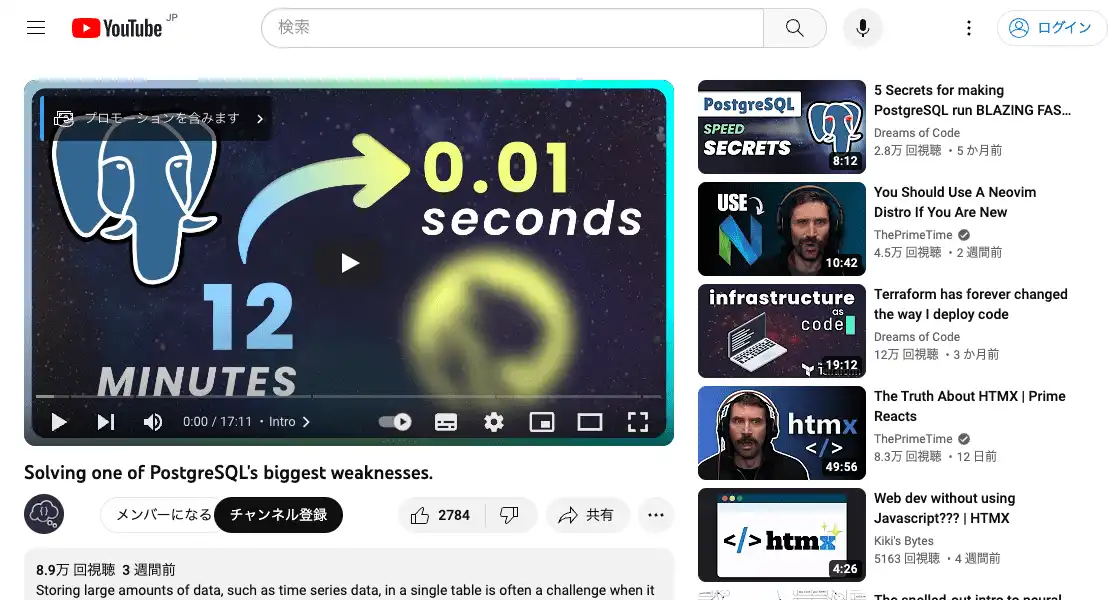 YouTube JP
検索
ログイン
プロモーションを含みます
0.01
seconds
12
MINUTES
0:00 / 17:11 ・ Intro
Solving one of PostgreSQL's biggest weaknesses.
メンバーになる
チャンネル登録
2784
共有
8.9万 回視聴 3 週間前
Storing large amounts of data, such as time series data, in a single table is often a challenge when it
PostgreSQL
SPEED
SECRETS
8:12
5 Secrets for making
PostgreSQL run BLAZING FAS...
Dreams of Code
2.8万 回視聴 ・5 か月前
USE
10:42
You Should Use A Neovim
Distro If You Are New
ThePrimeTime
4.5万 回視聴 ・2 週間前
infrastructure
as
code
19:12
Terraform has forever changed
the way I deploy code
Dreams of Code
12万 回視聴 ・3 か月前
htmx
</>
49:56
The Truth About HTMX | Prime
Reacts
ThePrimeTime
8.3万 回視聴 ・12 日前
</> htmx
4:26
Web dev without using
Javascript??? | HTMX
Kiki's Bytes
5163 回視聴 ・4 週間前
The spelled-out intro to neural